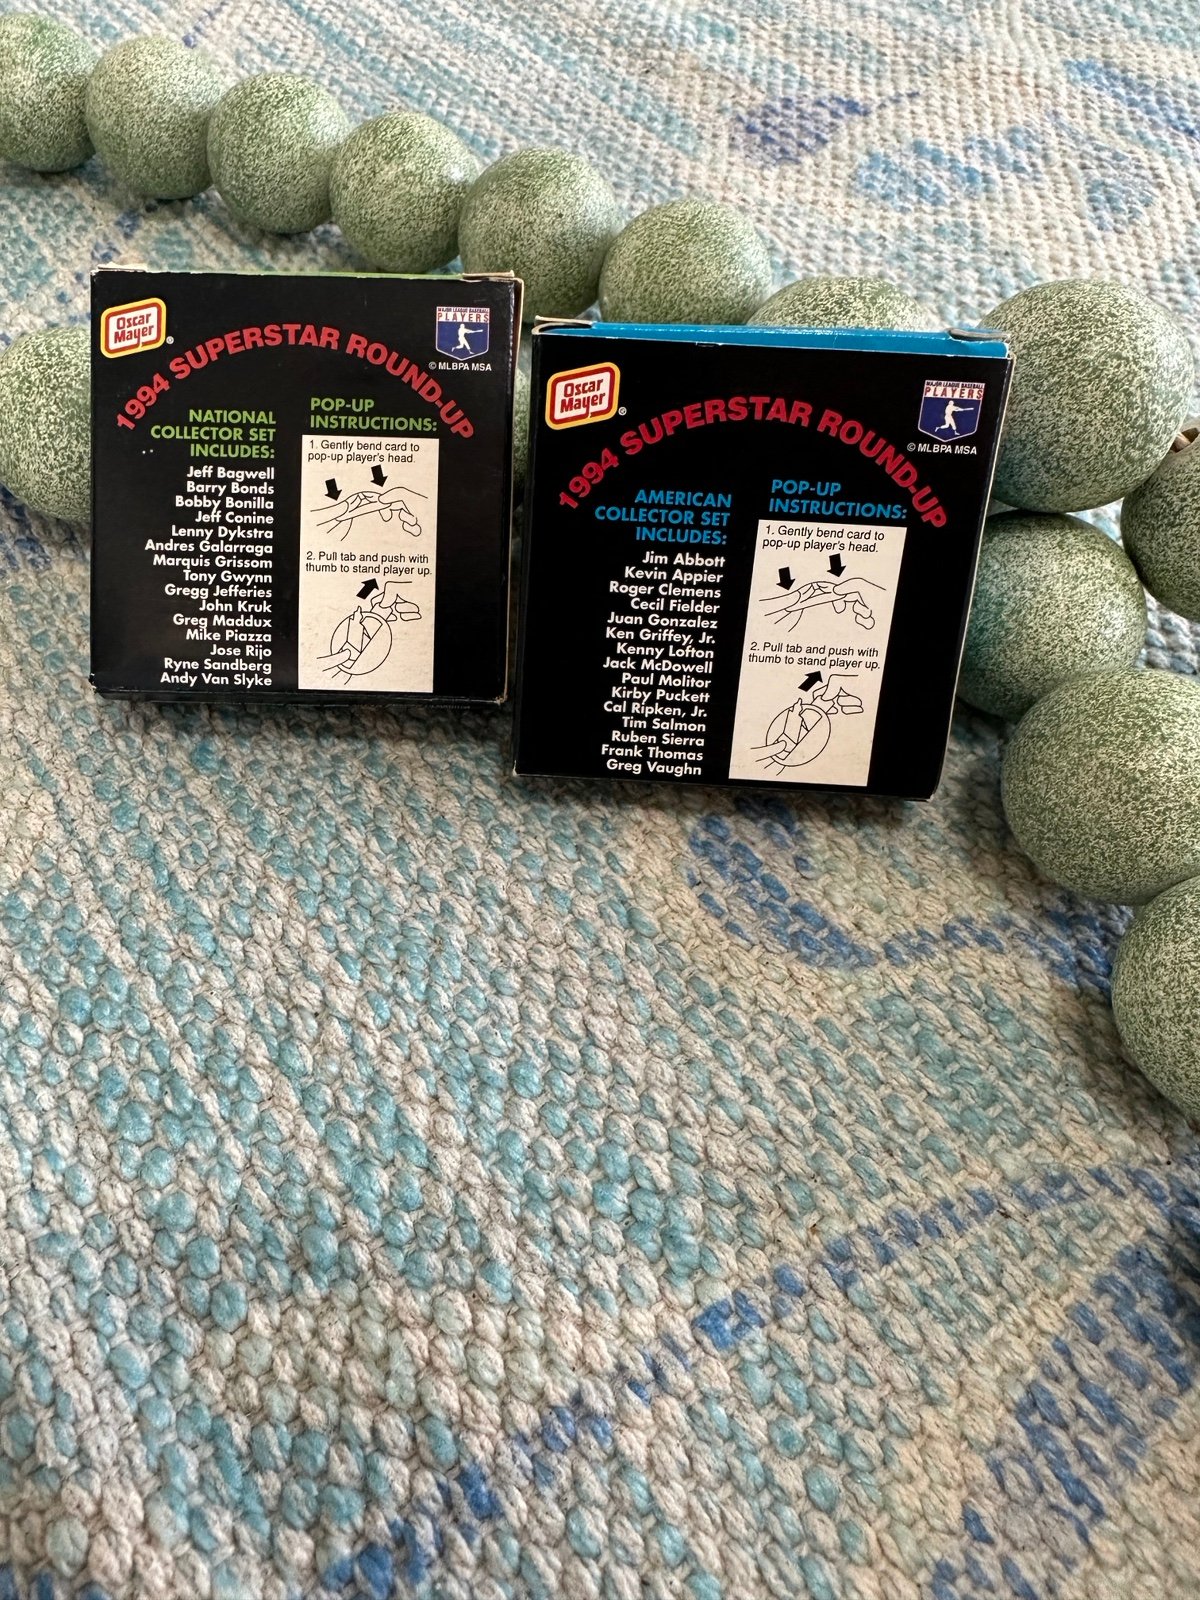 Oscar
Mayer
®
1994 SUPERSTAR ROUND-UP
MAJOR LEAGUE BASEBALL
PLAYERS
© MLBPA MSA
NATIONAL
COLLECTOR SET
INCLUDES:
Jeff Bagwell
Barry Bonds
Bobby Bonilla
Jeff Conine
Lenny Dykstra
Andres Galarraga
Marquis Grissom
Tony Gwynn
Gregg Jefferies
John Kruk
Greg Maddux
Mike Piazza
Jose Rijo
Ryne Sandberg
Andy Van Slyke
POP-UP
INSTRUCTIONS:
1. Gently bend card to
pop-up player's head.
2. Pull tab and push with
thumb to stand player up.
Oscar
Mayer
®
1994 SUPERSTAR ROUND-UP
MAJOR LEAGUE BASEBALL
PLAYERS
© MLBPA MSA
AMERICAN
COLLECTOR SET
INCLUDES:
Jim Abbott
Kevin Appier
Roger Clemens
Cecil Fielder
Juan Gonzalez
Ken Griffey, Jr.
Kenny Lofton
Jack McDowell
Paul Molitor
Kirby Puckett
Cal Ripken, Jr.
Tim Salmon
Ruben Sierra
Frank Thomas
Greg Vaughn
POP-UP
INSTRUCTIONS:
1. Gently bend card to
pop-up player's head.
2. Pull tab and push with
thumb to stand player up.